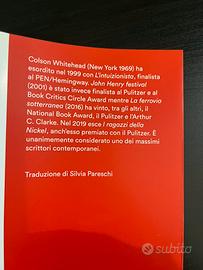 Colson Whitehead (New York 1969) ha
esordito nel 1999 con L'intuizionista, finalista
al PEN/Hemingway. John Henry festival
(2001) è stato invece finalista al Pulitzer e al
Book Critics Circle Award mentre La ferrovia
sotterranea (2016) ha vinto, tra gli altri, il
National Book Award, il Pulitzer e l'Arthur
C. Clarke. Nel 2019 esce I ragazzi della
Nickel, anch'esso premiato con il Pulitzer. È
unanimemente considerato uno dei massimi
scrittori contemporanei.
Traduzione di Silvia Pareschi
subito